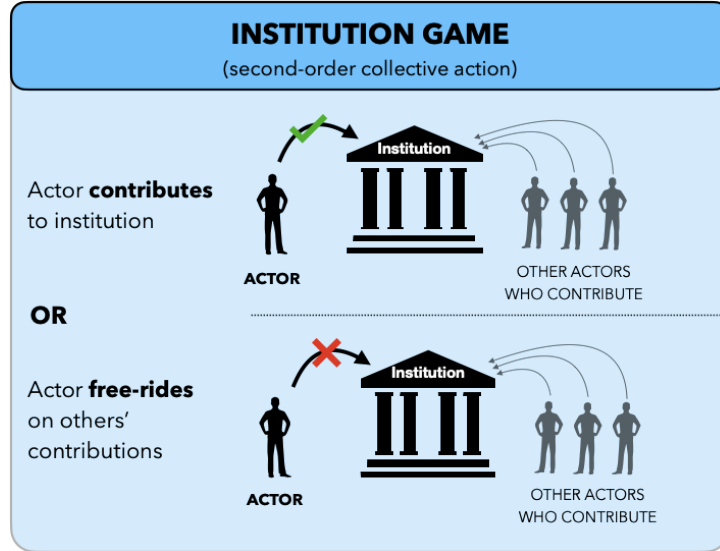 INSTITUTION GAME
(second-order collective action)
Institution
Actor contributes
to institution
ACTOR
OTHER ACTORS
WHO CONTRIBUTE
OR
Institution
Actor free-rides
on others’
contributions
ACTOR
OTHER ACTORS
WHO CONTRIBUTE